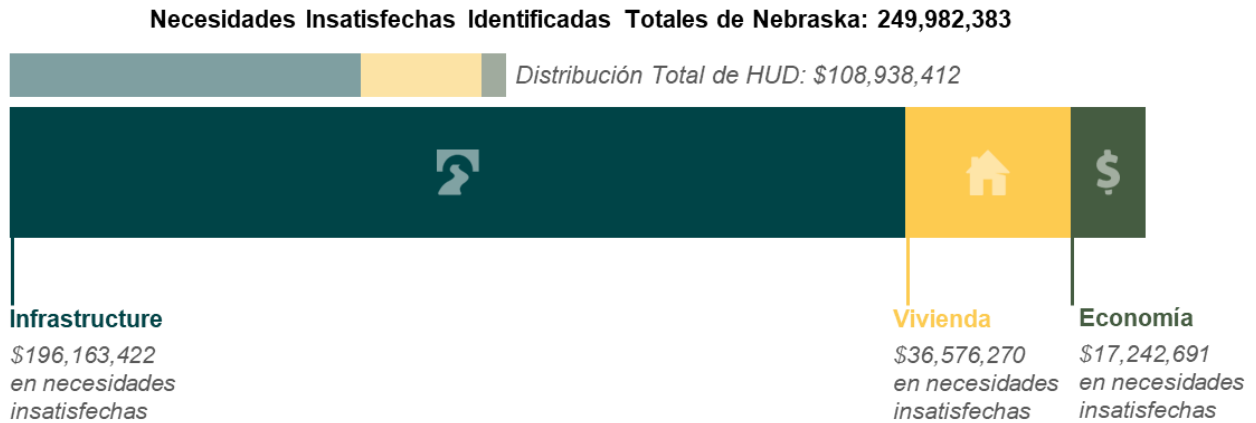 Necesidades Insatisfechas Identificadas Totales de Nebraska: 249,982,383
Distribución Total de HUD: $108,938,412
Infrastructure
$196,163,422
en necesidades
insatisfechas
Vivienda
$36,576,270
en necesidades
insatisfechas
Economía
$17,242,691
en necesidades
insatisfechas